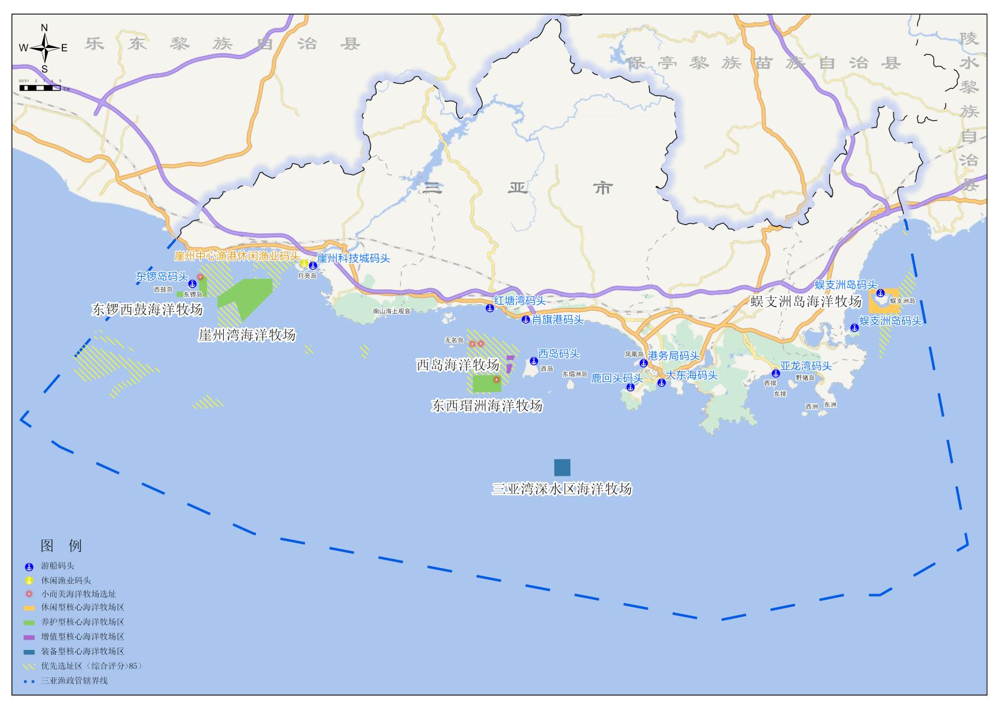 N
W E
S
00.51 2 3 4 5
千米
乐东黎族自治县
保亭黎族苗族自治县
陵水黎族自治县
三亚市
崖州中心渔港休闲渔业码头
崖州科技城码头
月亮岛
东锣岛码头
西鼓岛
东锣岛
东锣西鼓海洋牧场
崖州湾海洋牧场
南山海上观音
红塘湾码头
肖旗港码头
蜈支洲岛码头
蜈支洲岛海洋牧场
蜈支洲岛
蜈支洲岛码头
无名岛
西岛海洋牧场
西岛码头
西岛
东瑁洲岛
东西瑁洲海洋牧场
凤凰岛
港务局码头
鹿回头码头
大东海码头
亚龙湾码头
西排
野猪岛
东排
西洲
东洲
三亚湾深水区海洋牧场
图 例
游船码头
休闲渔业码头
小而美海洋牧场选址
休闲型核心海洋牧场区
养护型核心海洋牧场区
增值型核心海洋牧场区
装备型核心海洋牧场区
优先选址区（综合评分>85）
三亚渔政管辖界线